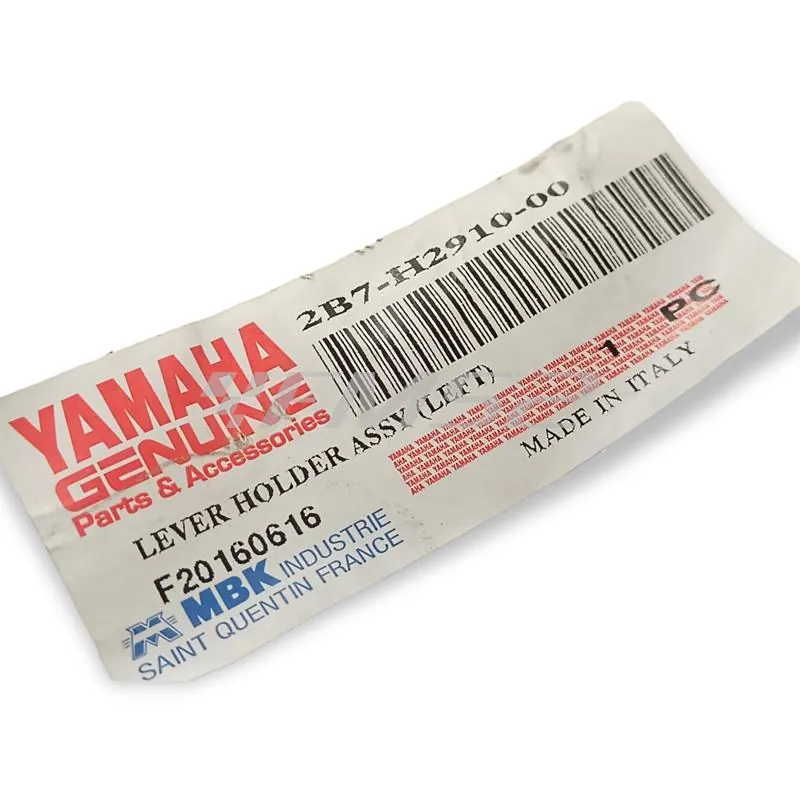 2B7-H2910-00
YAMAHA
GENUINE
Parts & Accessories
1 PC
LEVER HOLDER ASSY (LEFT)
MADE IN ITALY
F20160616
MBK INDUSTRIE
SAINT QUENTIN FRANCE